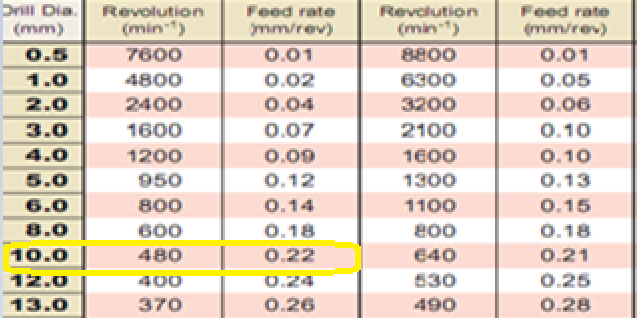 Drill Dia. Revolution Feed rate Revolution Feed rate
(mm) (min⁻¹) (mm/rev) (min⁻¹) (mm/rev)
0.5 7600 0.01 8800 0.01
1.0 4800 0.02 6300 0.05
2.0 2400 0.04 3200 0.06
3.0 1600 0.07 2100 0.10
4.0 1200 0.09 1600 0.10
5.0 950 0.12 1300 0.13
6.0 800 0.14 1100 0.15
8.0 600 0.18 800 0.18
10.0 480 0.22 640 0.21
12.0 400 0.24 530 0.25
13.0 370 0.26 490 0.28